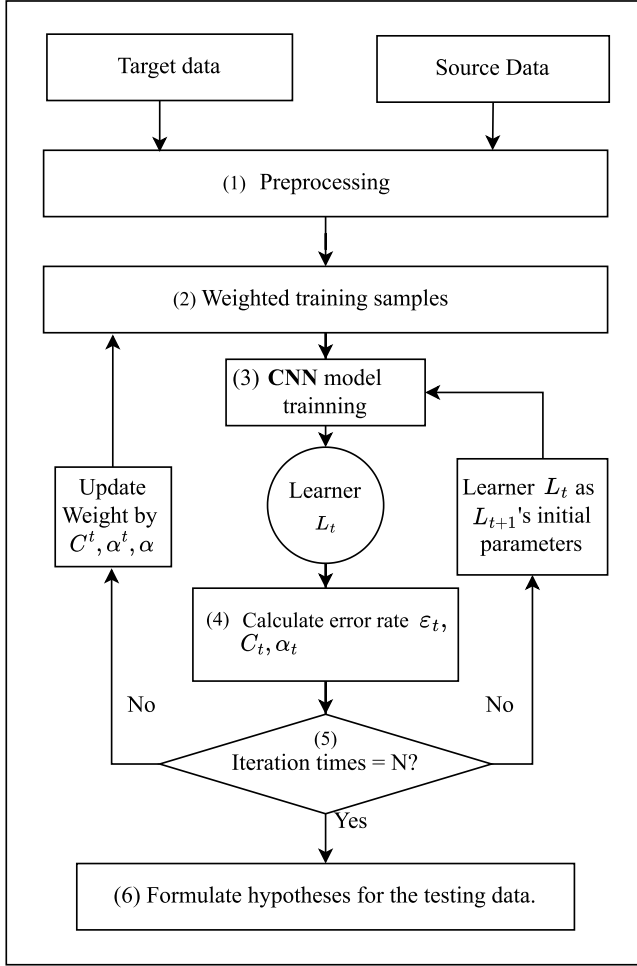 Target data
Source Data
(1) Preprocessing
(2) Weighted training samples
(3) CNN model
trainning
Learner
L_t
Update
Weight by
C^t, α^t, α
Learner L_t as
L_{t+1}'s initial
parameters
(4) Calculate error rate ε_t,
C_t, α_t
No
No
(5)
Iteration times = N?
Yes
(6) Formulate hypotheses for the testing data.